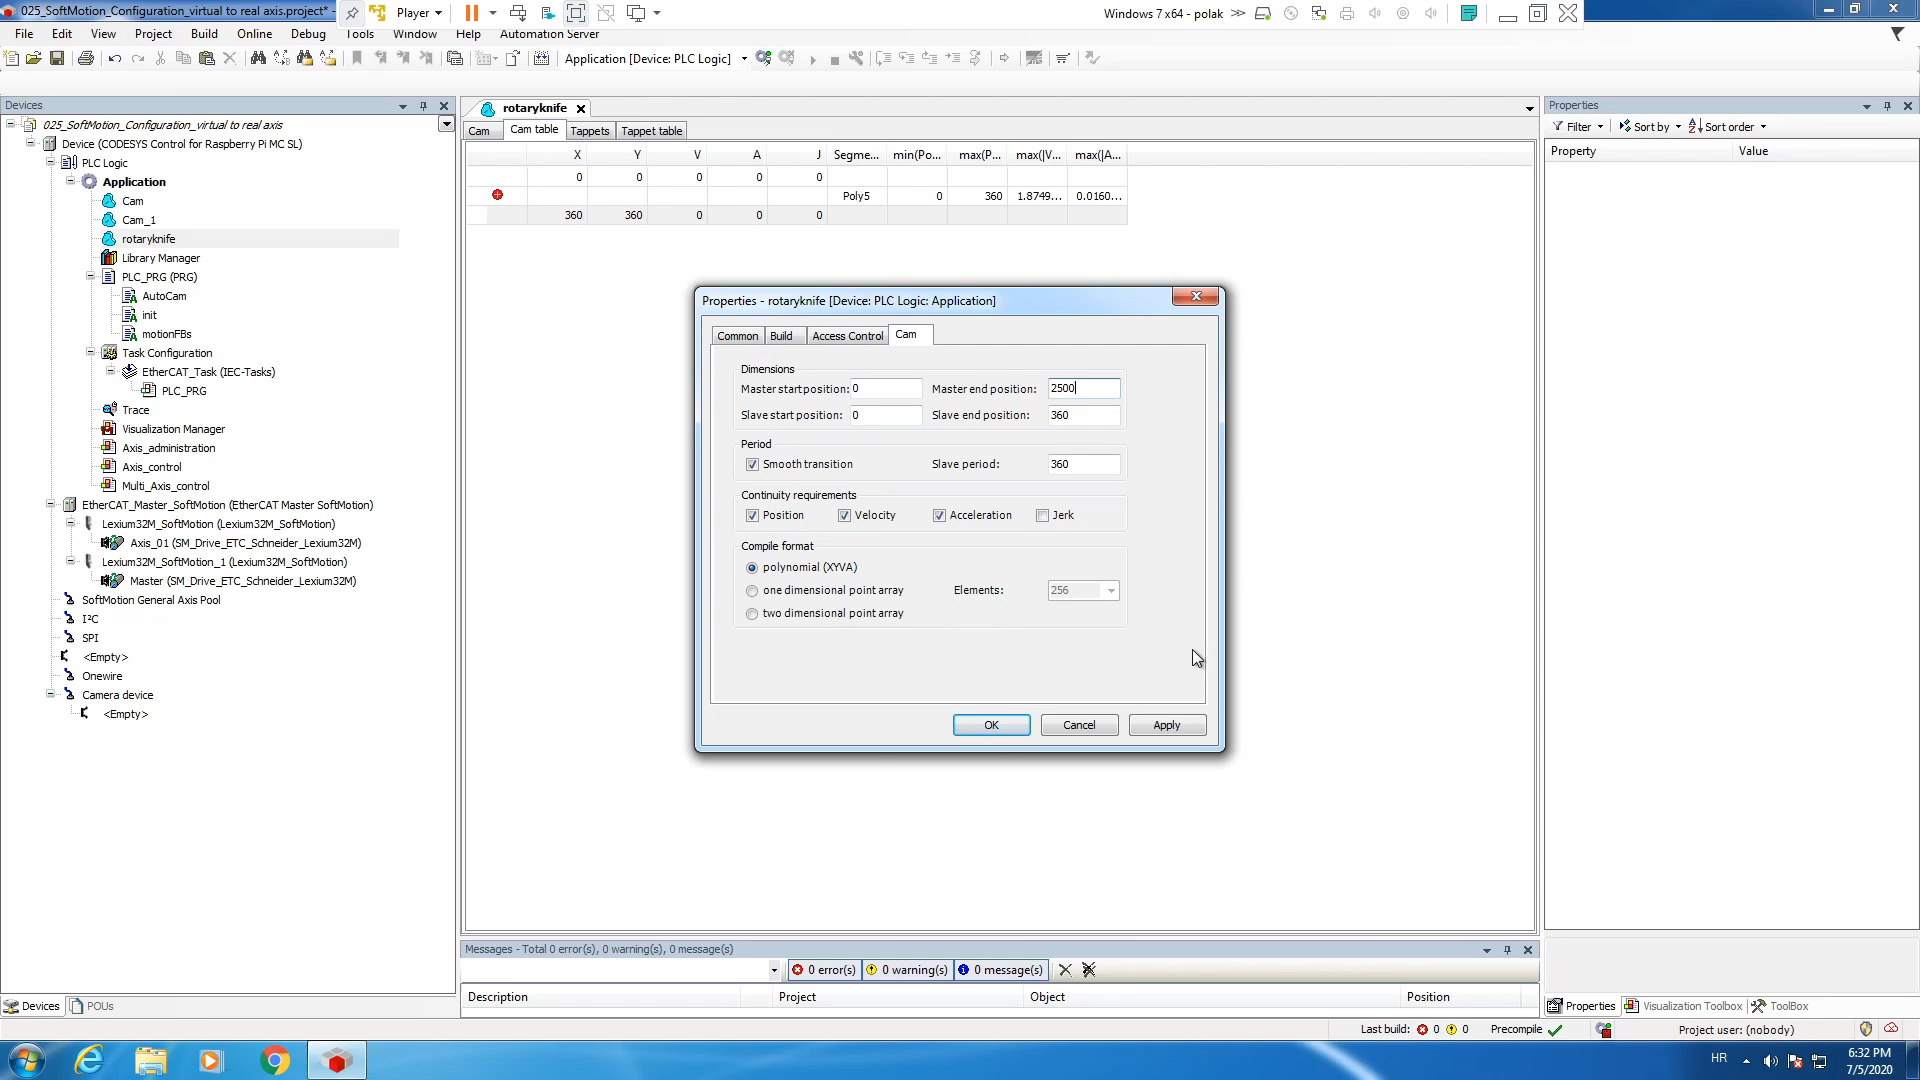 025_SoftMotion_Configuration_virtual to real axis.project* -
Player
Windows 7 x64 - polak
File Edit View Project Build Online Debug Tools Window Help Automation Server
Application [Device: PLC Logic]
Devices
025_SoftMotion_Configuration_virtual to real axis
Device (CODESYS Control for Raspberry Pi MC SL)
PLC Logic
Application
Cam
Cam_1
rotaryknife
Library Manager
PLC_PRG (PRG)
AutoCam
init
motionFBs
Task Configuration
EtherCAT_Task (IEC-Tasks)
PLC_PRG
Trace
Visualization Manager
Axis_administration
Axis_control
Multi_Axis_control
EtherCAT_Master_SoftMotion (EtherCAT Master SoftMotion)
Lexium32M_SoftMotion (Lexium32M_SoftMotion)
Axis_01 (SM_Drive_ETC_Schneider_Lexium32M)
Lexium32M_SoftMotion_1 (Lexium32M_SoftMotion)
Master (SM_Drive_ETC_Schneider_Lexium32M)
SoftMotion General Axis Pool
I²C
SPI
<Empty>
Onewire
Camera device
<Empty>
Devices POUs
rotaryknife
Cam Cam table Tappets Tappet table
X Y V A J Segme... min(Po... max(P... max(|V... max(|A...
0 0 0 0 0
Poly5 0 360 1.8749... 0.0160...
360 360 0 0 0
Properties - rotaryknife [Device: PLC Logic: Application]
Common Build Access Control Cam
Dimensions
Master start position: 0 Master end position: 2500
Slave start position: 0 Slave end position: 360
Period
Smooth transition Slave period: 360
Continuity requirements
Position Velocity Acceleration Jerk
Compile format
polynomial (XYVA)
one dimensional point array Elements: 256
two dimensional point array
OK Cancel Apply
Messages - Total 0 error(s), 0 warning(s), 0 message(s)
0 error(s) 0 warning(s) 0 message(s)
Description Project Object Position
Properties
Filter Sort by Sort order
Property Value
Properties Visualization Toolbox ToolBox
Last build: 0 0 Precompile Project user: (nobody)
HR 6:32 PM
7/5/2020